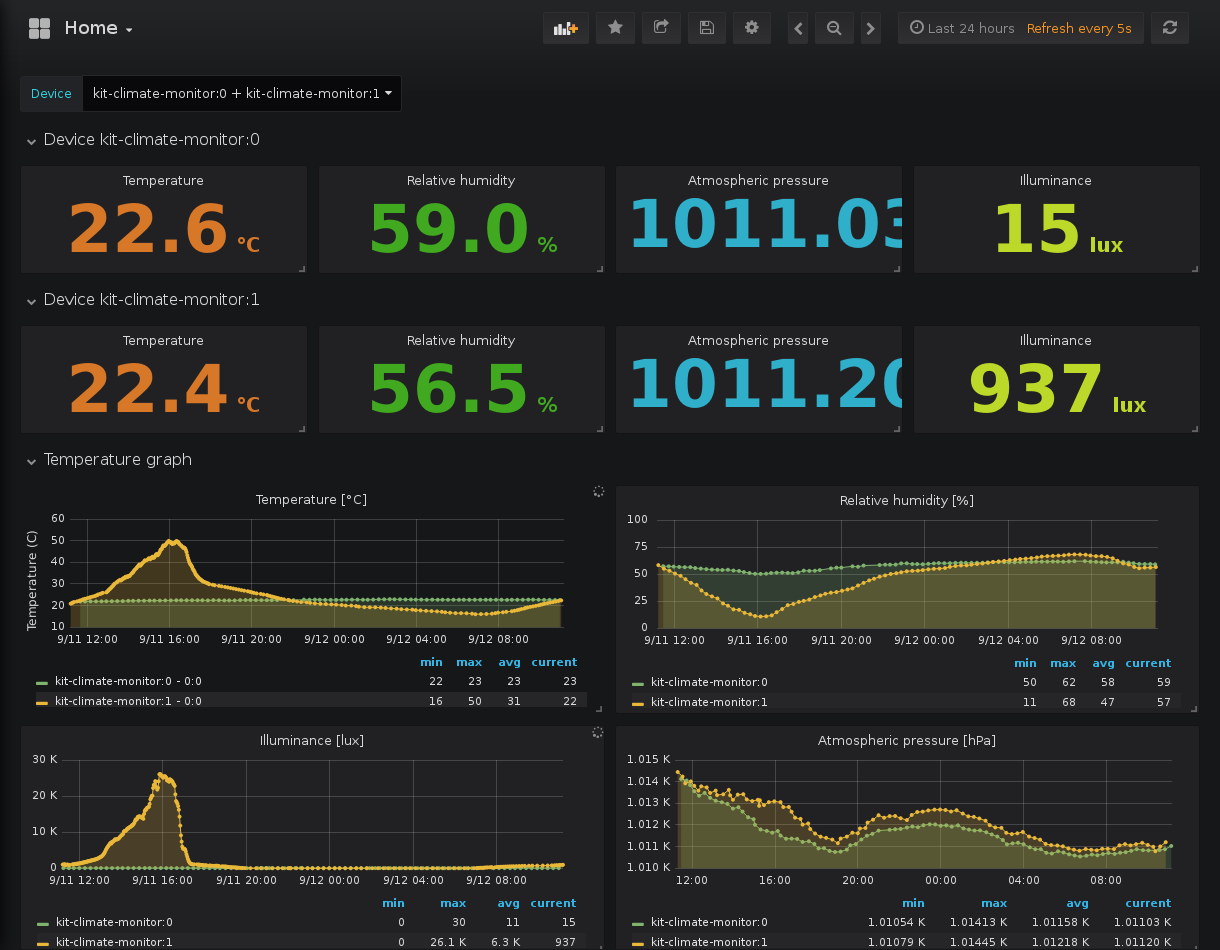 Home
Last 24 hours Refresh every 5s
Device kit-climate-monitor:0 + kit-climate-monitor:1
Device kit-climate-monitor:0
Temperature Relative humidity Atmospheric pressure Illuminance
22.6 °C 59.0 % 1011.03 15 lux
Device kit-climate-monitor:1
Temperature Relative humidity Atmospheric pressure Illuminance
22.4 °C 56.5 % 1011.20 937 lux
Temperature graph
Temperature [°C]
Temperature (C)
60
50
40
30
20
10
9/11 12:00 9/11 16:00 9/11 20:00 9/12 00:00 9/12 04:00 9/12 08:00
min max avg current
kit-climate-monitor:0 - 0:0 22 23 23 23
kit-climate-monitor:1 - 0:0 16 50 31 22
Relative humidity [%]
100
75
50
25
0
9/11 12:00 9/11 16:00 9/11 20:00 9/12 00:00 9/12 04:00 9/12 08:00
min max avg current
kit-climate-monitor:0 50 62 58 59
kit-climate-monitor:1 11 68 47 57
Illuminance [lux]
30 K
20 K
10 K
0
9/11 12:00 9/11 16:00 9/11 20:00 9/12 00:00 9/12 04:00 9/12 08:00
min max avg current
kit-climate-monitor:0 0 30 11 15
kit-climate-monitor:1 0 26.1 K 6.3 K 937
Atmospheric pressure [hPa]
1.015 K
1.014 K
1.013 K
1.012 K
1.011 K
1.010 K
12:00 16:00 20:00 00:00 04:00 08:00
min max avg current
kit-climate-monitor:0 1.01054 K 1.01413 K 1.01158 K 1.01103 K
kit-climate-monitor:1 1.01079 K 1.01445 K 1.01218 K 1.01120 K